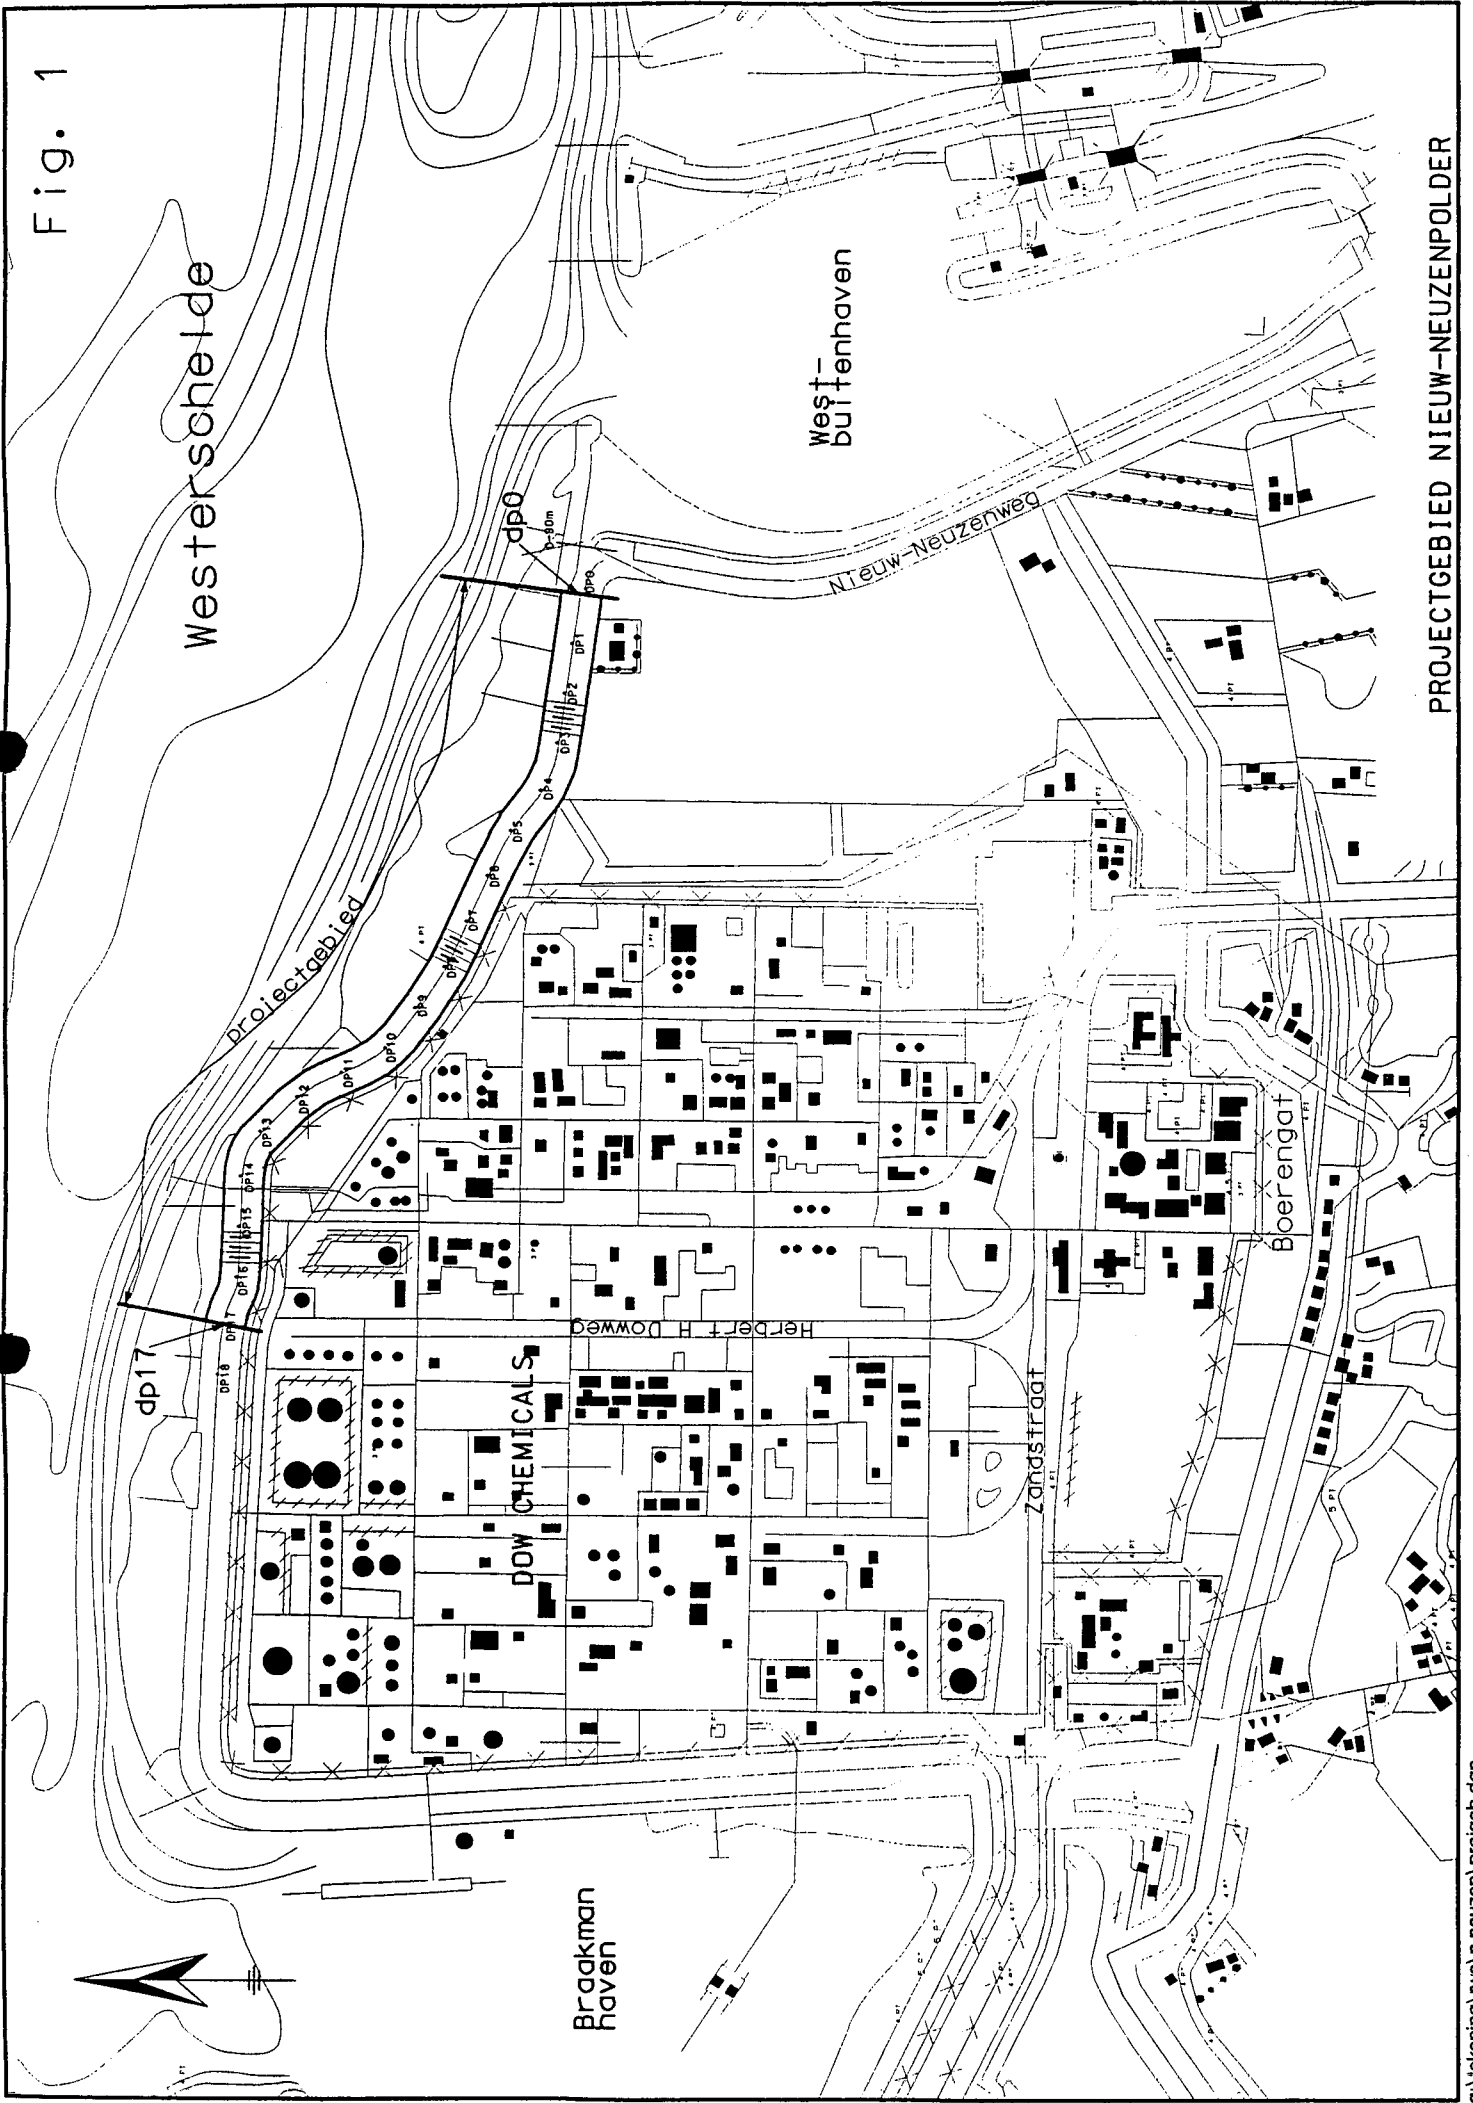 Fig. 1
Westerschelde
projectgebied
dp0
D-90m
DP0
DP1
DP2
DP3
DP4
DP5
DP6
DP7
DP8
DP9
DP10
DP11
DP12
DP13
DP14
DP15
DP16
DP17
DP18
dp17
West-
buitenhaven
Nieuw-Neuzenweg
Herbert H Dowweg
DOW CHEMICALS
Zandstraat
Boerengat
Braakman
haven
PROJECTGEBIED NIEUW-NEUZENPOLDER